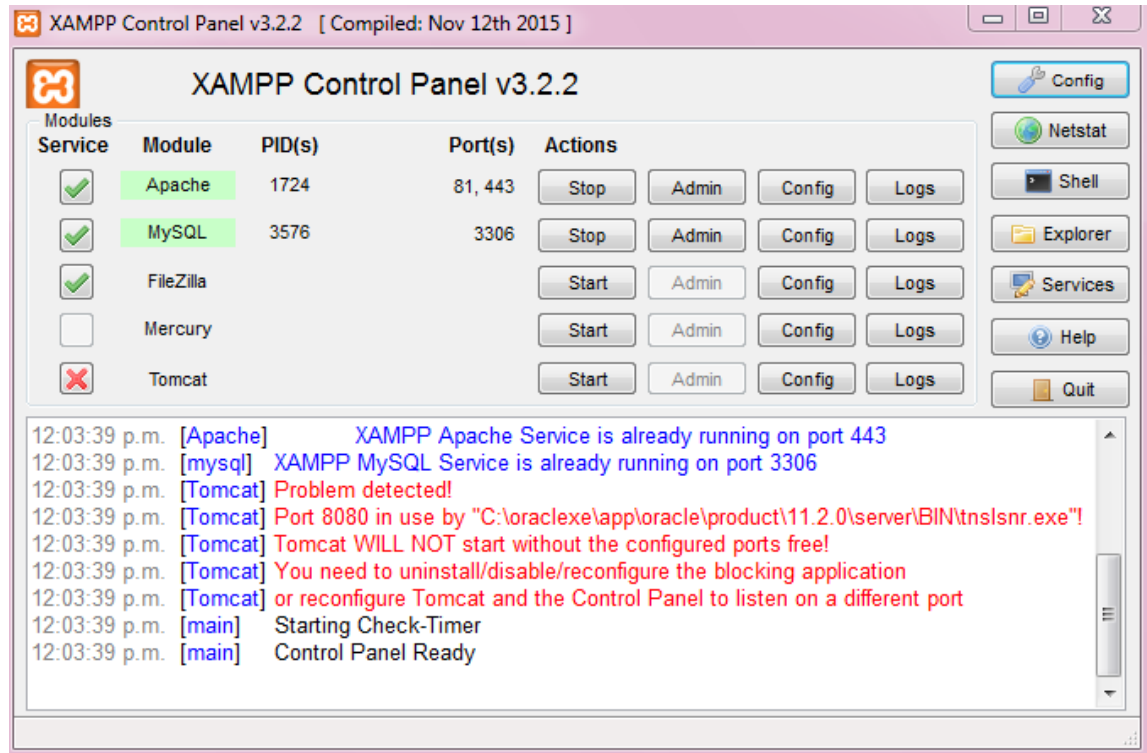 XAMPP Control Panel v3.2.2 [ Compiled: Nov 12th 2015 ]
XAMPP Control Panel v3.2.2
Config
Modules
Service Module PID(s) Port(s) Actions
Netstat
Apache 1724 81, 443 Stop Admin Config Logs
Shell
MySQL 3576 3306 Stop Admin Config Logs
Explorer
FileZilla Start Admin Config Logs
Services
Mercury Start Admin Config Logs
Help
Tomcat Start Admin Config Logs
Quit
12:03:39 p.m. [Apache] XAMPP Apache Service is already running on port 443
12:03:39 p.m. [mysql] XAMPP MySQL Service is already running on port 3306
12:03:39 p.m. [Tomcat] Problem detected!
12:03:39 p.m. [Tomcat] Port 8080 in use by "C:\oraclexe\app\oracle\product\11.2.0\server\BIN\tnslsnr.exe"!
12:03:39 p.m. [Tomcat] Tomcat WILL NOT start without the configured ports free!
12:03:39 p.m. [Tomcat] You need to uninstall/disable/reconfigure the blocking application
12:03:39 p.m. [Tomcat] or reconfigure Tomcat and the Control Panel to listen on a different port
12:03:39 p.m. [main] Starting Check-Timer
12:03:39 p.m. [main] Control Panel Ready